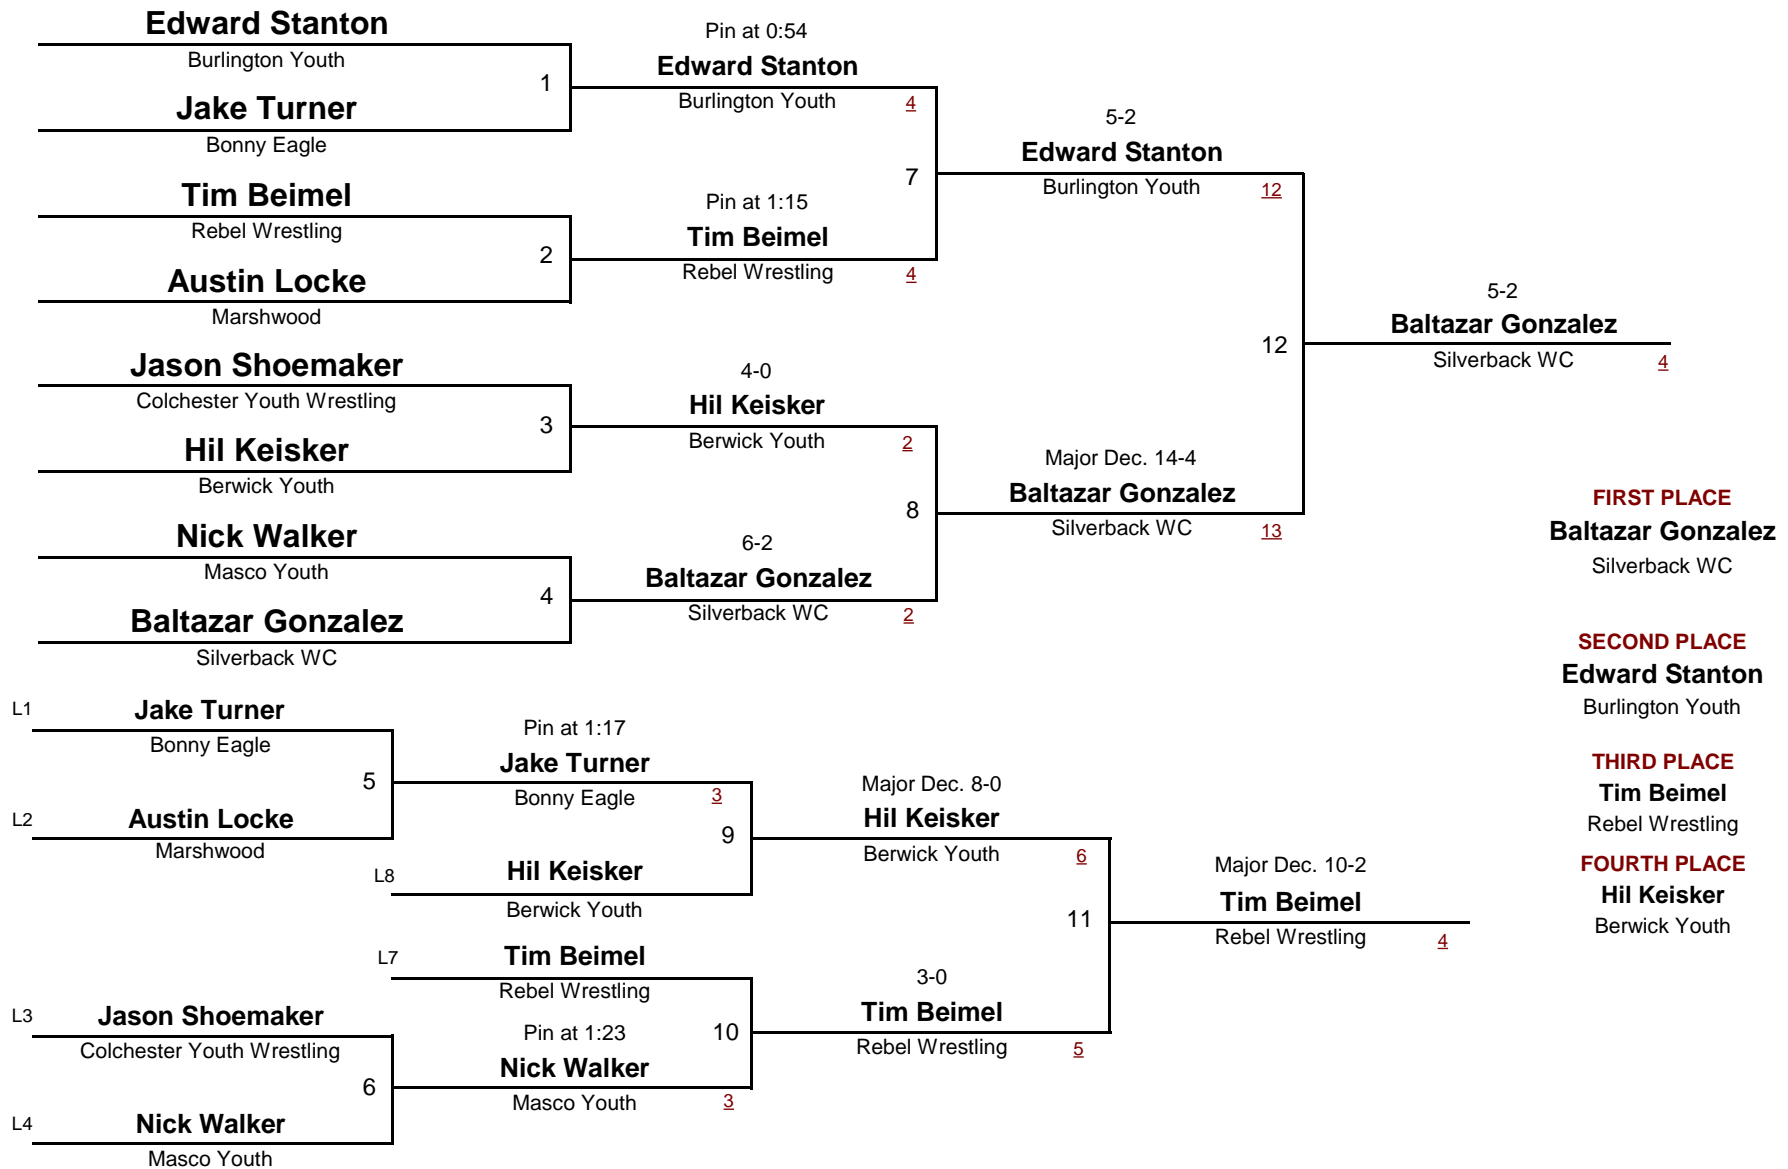 Edward Stanton
Burlington Youth
1
Jake Turner
Bonny Eagle
Tim Beimel
Rebel Wrestling
2
Austin Locke
Marshwood
Jason Shoemaker
Colchester Youth Wrestling
3
Hil Keisker
Berwick Youth
Nick Walker
Masco Youth
4
Baltazar Gonzalez
Silverback WC
Pin at 0:54
Edward Stanton
Burlington Youth 4
7
Pin at 1:15
Tim Beimel
Rebel Wrestling 4
4-0
Hil Keisker
Berwick Youth 2
8
6-2
Baltazar Gonzalez
Silverback WC 2
5-2
Edward Stanton
Burlington Youth 12
12
Major Dec. 14-4
Baltazar Gonzalez
Silverback WC 13
5-2
Baltazar Gonzalez
Silverback WC 4
L1 Jake Turner
Bonny Eagle
5
L2 Austin Locke
Marshwood
Pin at 1:17
Jake Turner
Bonny Eagle 3
9
L8 Hil Keisker
Berwick Youth
L7 Tim Beimel
Rebel Wrestling
10
L3 Jason Shoemaker
Colchester Youth Wrestling
6
L4 Nick Walker
Masco Youth
Pin at 1:23
Nick Walker
Masco Youth 3
Major Dec. 8-0
Hil Keisker
Berwick Youth 6
11
3-0
Tim Beimel
Rebel Wrestling 5
Major Dec. 10-2
Tim Beimel
Rebel Wrestling 4
FIRST PLACE
Baltazar Gonzalez
Silverback WC
SECOND PLACE
Edward Stanton
Burlington Youth
THIRD PLACE
Tim Beimel
Rebel Wrestling
FOURTH PLACE
Hil Keisker
Berwick Youth